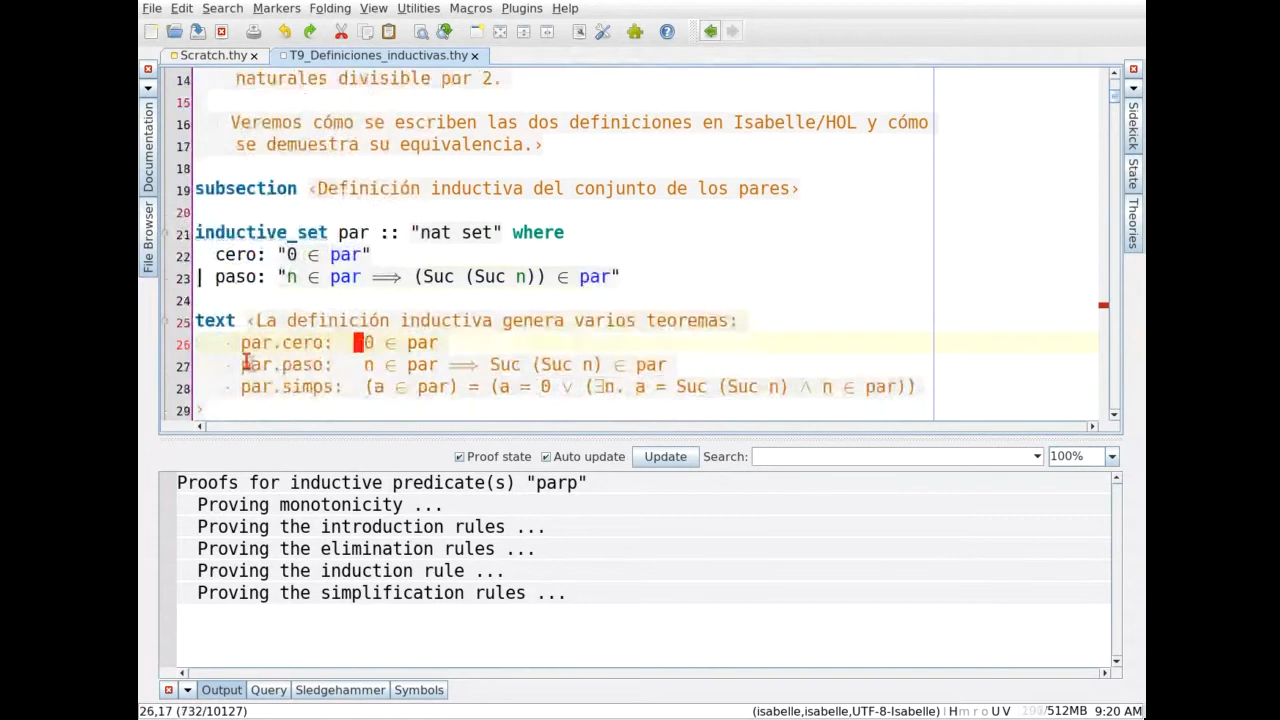 File Edit Search Markers Folding View Utilities Macros Plugins Help
Scratch.thy
T9_Definiciones_inductivas.thy
Documentation
File Browser
14 naturales divisible por 2.
15
16 Veremos cómo se escriben las dos definiciones en Isabelle/HOL y cómo
17 se demuestra su equivalencia.›
18
19 subsection ‹Definición inductiva del conjunto de los pares›
20
21 inductive_set par :: "nat set" where
22 cero: "0 ∈ par"
23 | paso: "n ∈ par ⟹ (Suc (Suc n)) ∈ par"
24
25 text ‹La definición inductiva genera varios teoremas:
26 · par.cero: 0 ∈ par
27 · par.paso: n ∈ par ⟹ Suc (Suc n) ∈ par
28 · par.simps: (a ∈ par) = (a = 0 ∨ (∃n. a = Suc (Suc n) ∧ n ∈ par))
29 ›
Sidekick
State
Theories
Proof state Auto update Update Search: 100%
Proofs for inductive predicate(s) "parp"
Proving monotonicity ...
Proving the introduction rules ...
Proving the elimination rules ...
Proving the induction rule ...
Proving the simplification rules ...
Output Query Sledgehammer Symbols
26,17 (732/10127) (isabelle,isabelle,UTF-8-Isabelle) | H m r o U V /512MB 9:20 AM